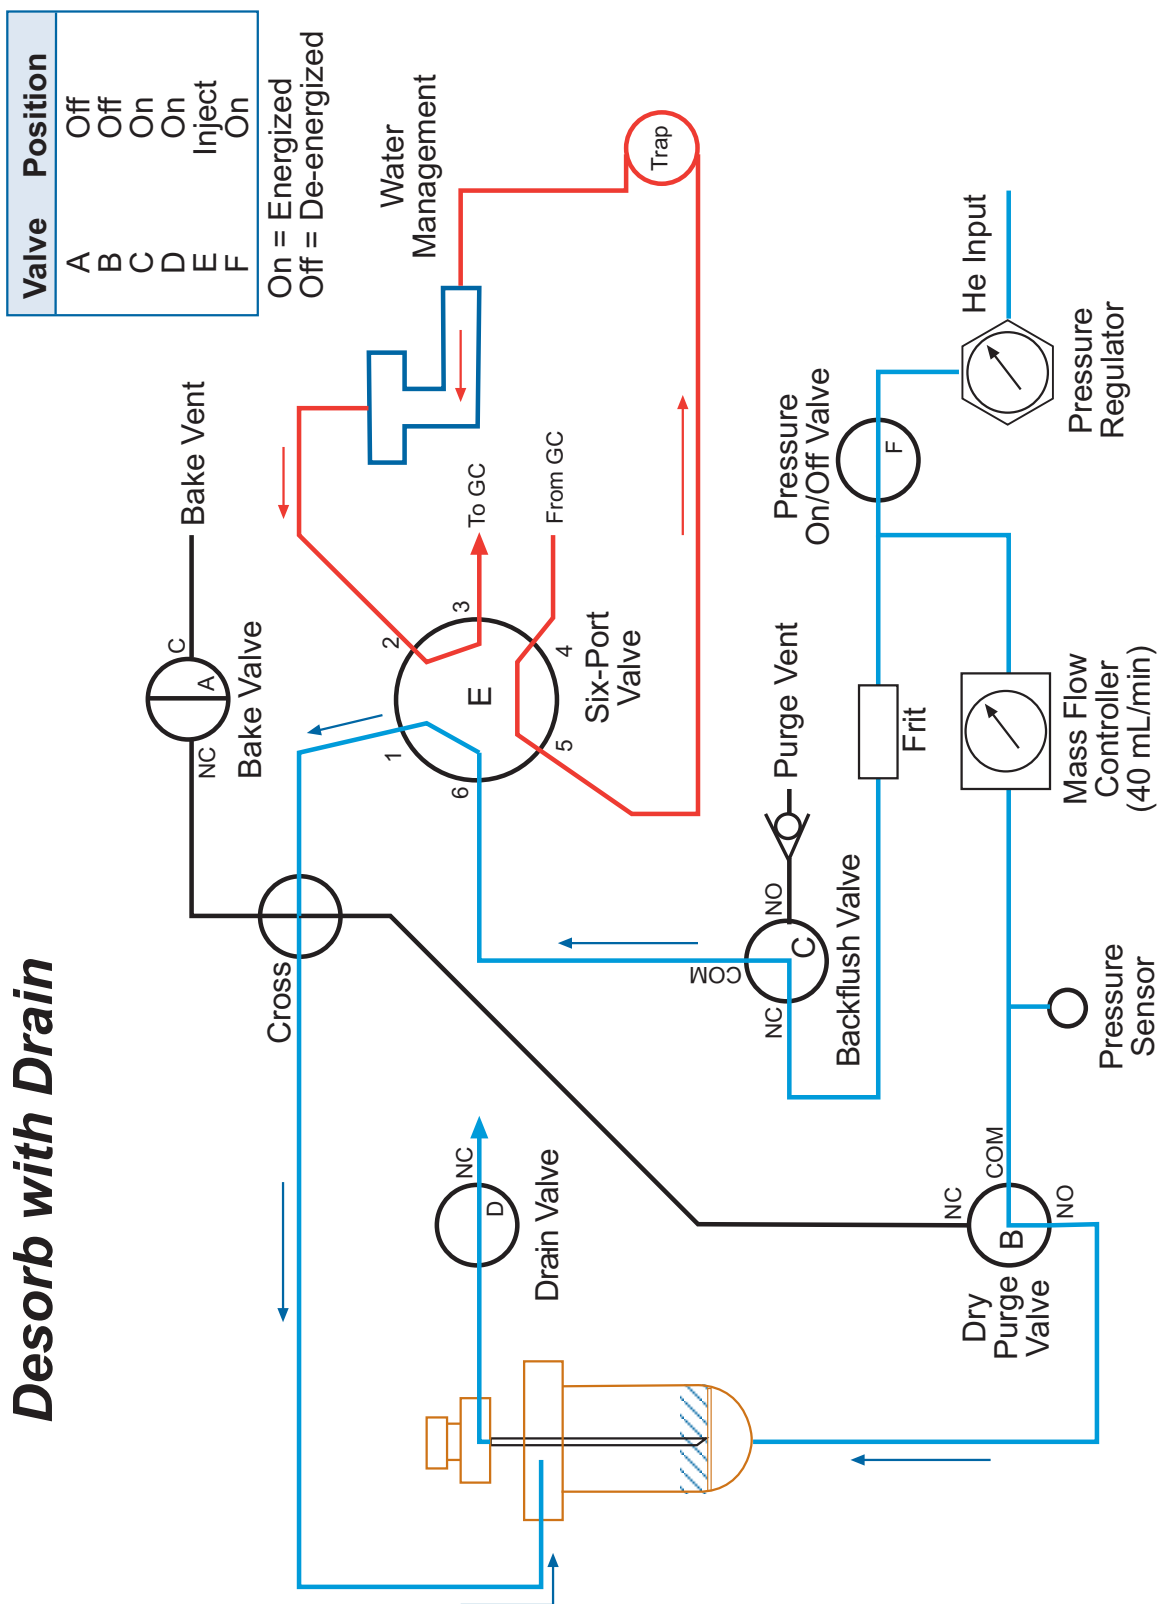 Desorb with Drain
Valve Position
A Off
B Off
C On
D On
E Inject
F On
On = Energized
Off = De-energized
Bake Vent
C
A
NC
Bake Valve
Cross
Water
Management
Trap
To GC
From GC
1
2
3
4
5
6
E
Six-Port
Valve
NC
D
Drain Valve
Purge Vent
NO
COM
C
NC
Backflush Valve
Pressure
On/Off Valve
F
He Input
Pressure
Regulator
Frit
Mass Flow
Controller
(40 mL/min)
Pressure
Sensor
NC
COM
NO
B
Dry
Purge
Valve